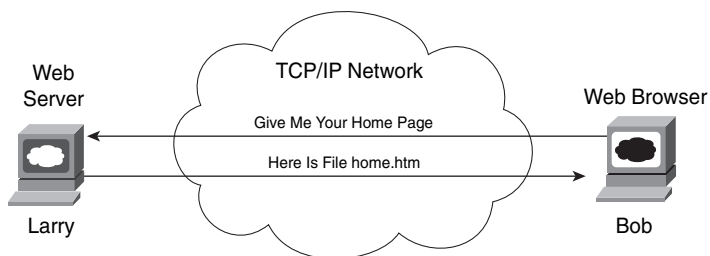 TCP/IP Network
Web
Server
Web Browser
Give Me Your Home Page
Here Is File home.htm
Larry
Bob